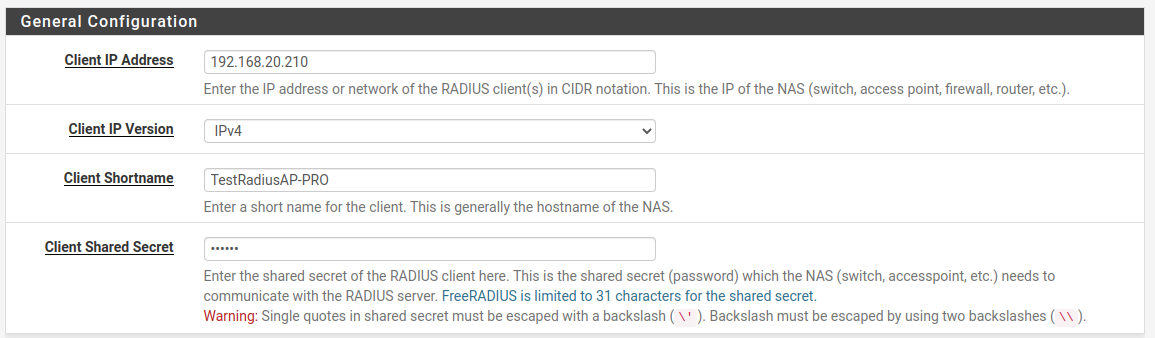 General Configuration
Client IP Address
192.168.20.210
Enter the IP address or network of the RADIUS client(s) in CIDR notation. This is the IP of the NAS (switch, access point, firewall, router, etc.).
Client IP Version
IPv4
Client Shortname
TestRadiusAP-PRO
Enter a short name for the client. This is generally the hostname of the NAS.
Client Shared Secret
••••••
Enter the shared secret of the RADIUS client here. This is the shared secret (password) which the NAS (switch, accesspoint, etc.) needs to
communicate with the RADIUS server. FreeRADIUS is limited to 31 characters for the shared secret.
Warning: Single quotes in shared secret must be escaped with a backslash ( \' ). Backslash must be escaped by using two backslashes ( \\ ).